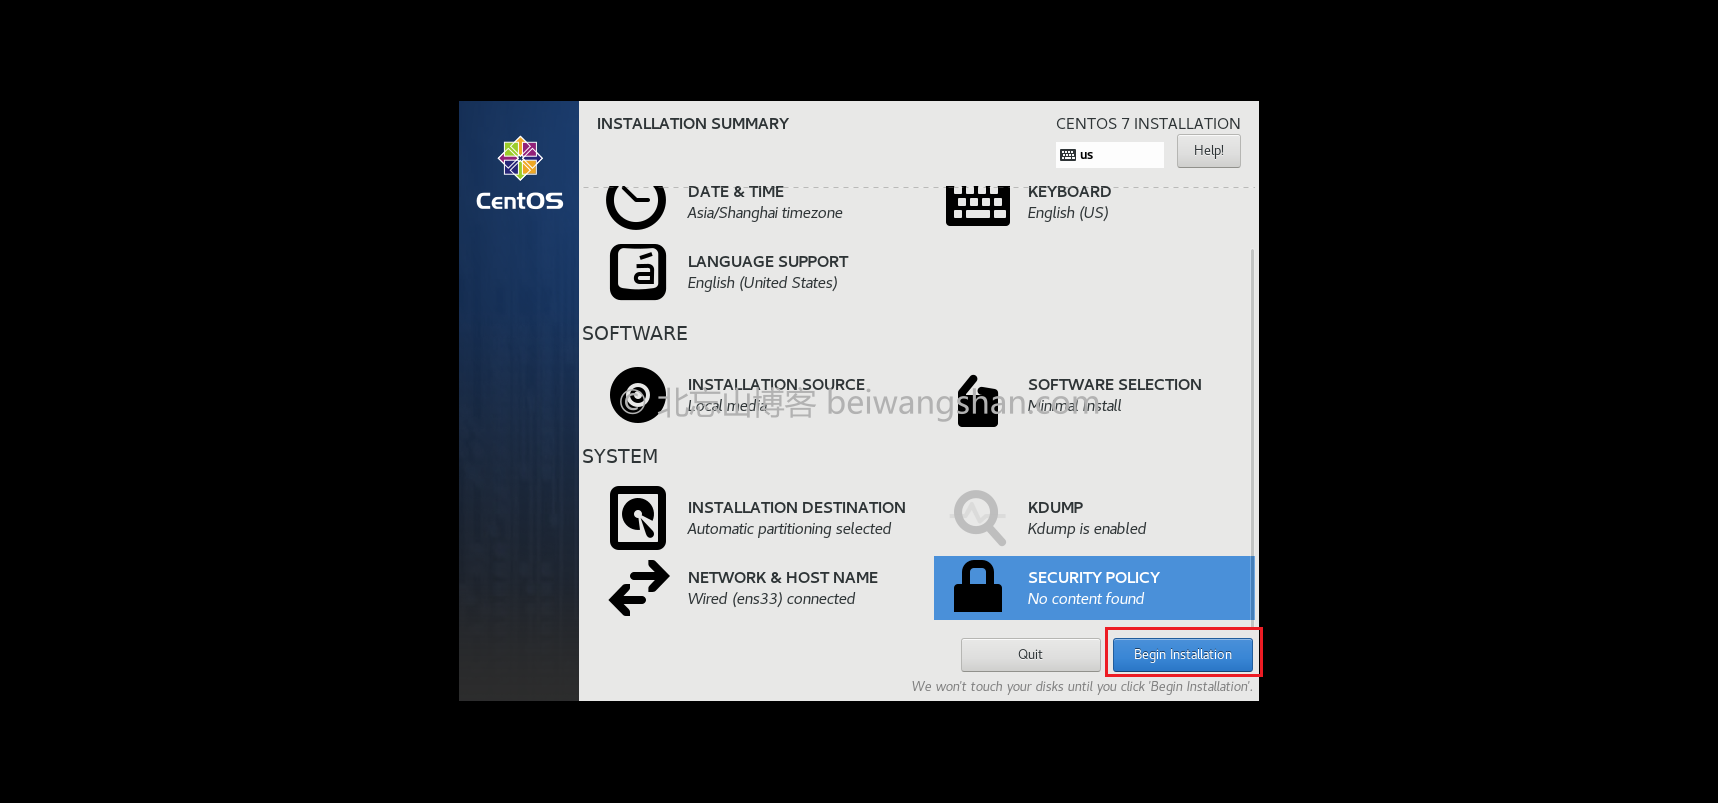 INSTALLATION SUMMARY
CENTOS 7 INSTALLATION
us
Help!
CentOS
DATE & TIME
Asia/Shanghai timezone
KEYBOARD
English (US)
LANGUAGE SUPPORT
English (United States)
SOFTWARE
INSTALLATION SOURCE
Local media
SOFTWARE SELECTION
Minimal Install
© 北忘山博客 beiwangshan.com
SYSTEM
INSTALLATION DESTINATION
Automatic partitioning selected
KDUMP
Kdump is enabled
NETWORK & HOST NAME
Wired (ens33) connected
SECURITY POLICY
No content found
Quit
Begin Installation
We won't touch your disks until you click 'Begin Installation'.